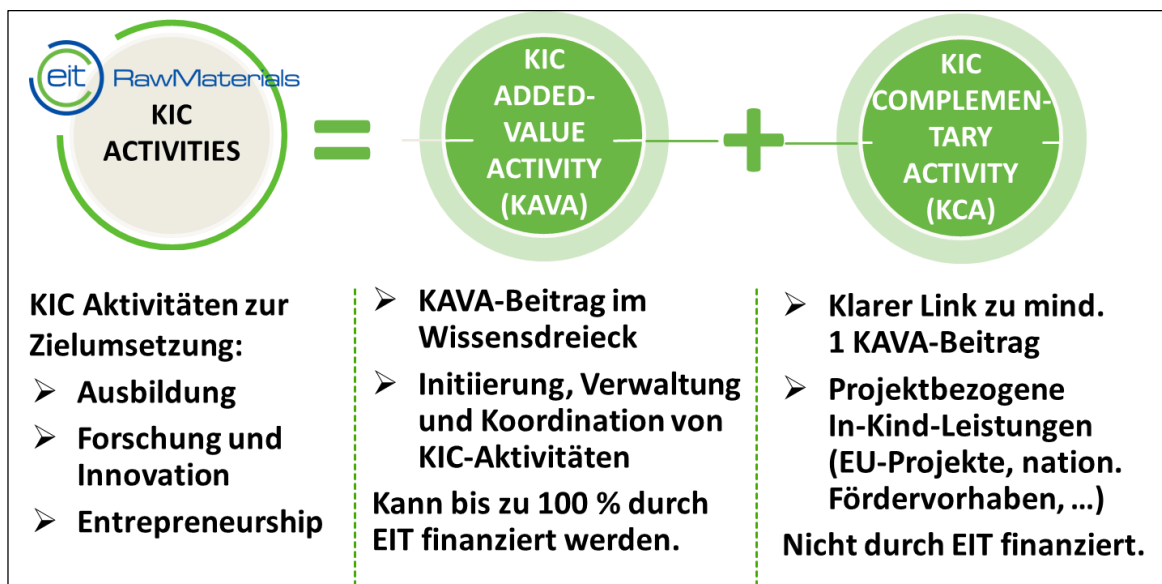 eit RawMaterials
KIC
ACTIVITIES
=
KIC
ADDED-
VALUE
ACTIVITY
(KAVA)
+
KIC
COMPLEMEN-
TARY
ACTIVITY
(KCA)
KIC Aktivitäten zur
Zielumsetzung:
➢ Ausbildung
➢ Forschung und
Innovation
➢ Entrepreneurship
➢ KAVA-Beitrag im
Wissensdreieck
➢ Initiierung, Verwaltung
und Koordination von
KIC-Aktivitäten
Kann bis zu 100 % durch
EIT finanziert werden.
➢ Klarer Link zu mind.
1 KAVA-Beitrag
➢ Projektbezogene
In-Kind-Leistungen
(EU-Projekte, nation.
Fördervorhaben, …)
Nicht durch EIT finanziert.